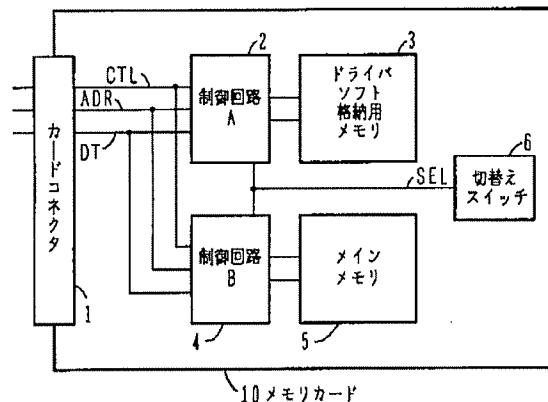 2
3
CTL
ADR
DT
制御回路
A
ドライバ
ソフト
格納用
メモリ
カードコネクタ
SEL
6
切替え
スイッチ
制御回路
B
メイン
メモリ
1
4
5
10メモリカード